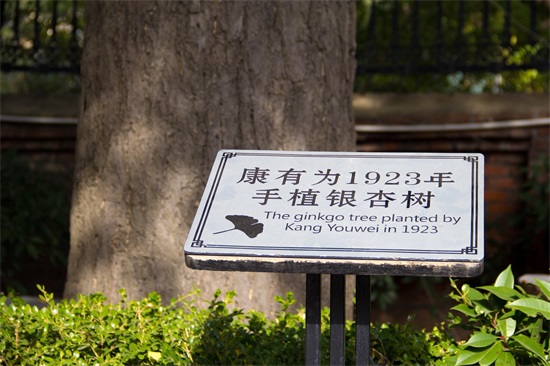 康有为1923年
手植银杏树
The ginkgo tree planted by
Kang Youwei in 1923